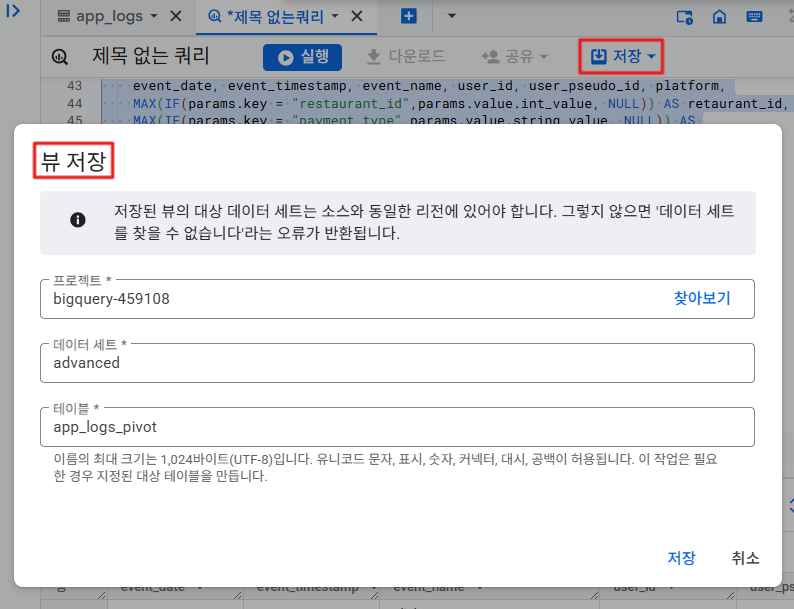 app_logs
*제목 없는쿼리
제목 없는 쿼리
실행
다운로드
공유
저장
43 event_date, event_timestamp, event_name, user_id, user_pseudo_id, platform,
44 MAX(IF(params.key = "restaurant_id",params.value.int_value, NULL)) AS retaurant_id,
45 MAX(IF(params.key = "payment_type",params.value.string_value, NULL)) AS
뷰 저장
저장된 뷰의 대상 데이터 세트는 소스와 동일한 리전에 있어야 합니다. 그렇지 않으면 '데이터 세트
를 찾을 수 없습니다'라는 오류가 반환됩니다.
프로젝트 *
bigquery-459108
찾아보기
데이터 세트 *
advanced
테이블 *
app_logs_pivot
이름의 최대 크기는 1,024바이트(UTF-8)입니다. 유니코드 문자, 표시, 숫자, 커넥터, 대시, 공백이 허용됩니다. 이 작업은 필요
한 경우 지정된 대상 테이블을 만듭니다.
저장
취소
event_date event_timestamp event_name user_id user_ps